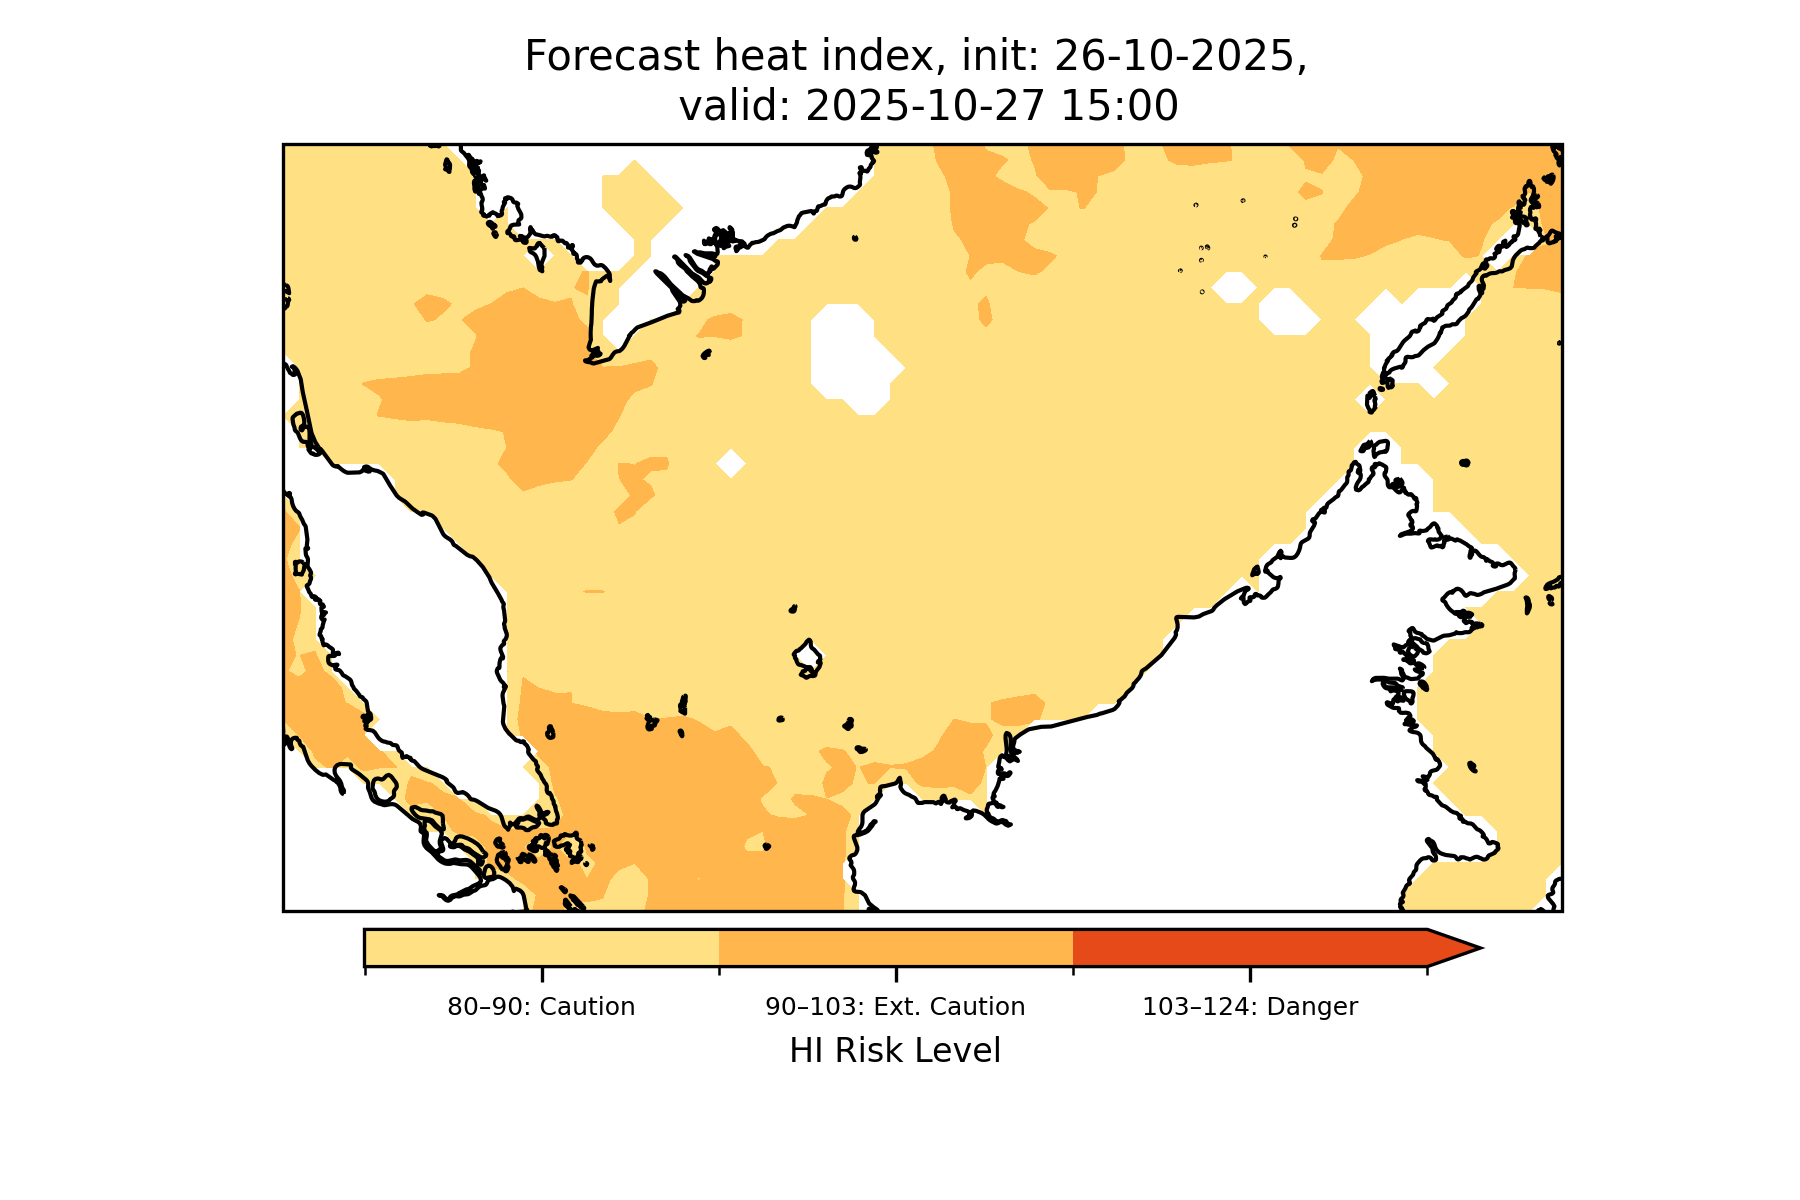 Forecast heat index, init: 26-10-2025,
valid: 2025-10-27 15:00
80–90: Caution
90–103: Ext. Caution
103–124: Danger
HI Risk Level